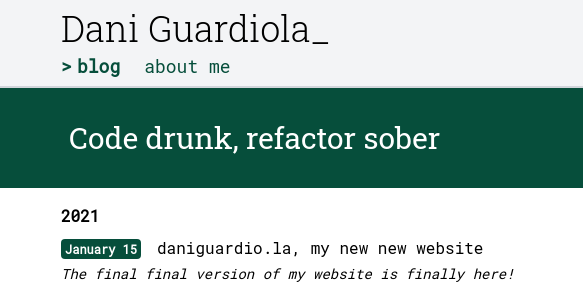 Dani Guardiola_
> blog about me
Code drunk, refactor sober
2021
January 15 daniguardio.la, my new new website
The final final version of my website is finally here!